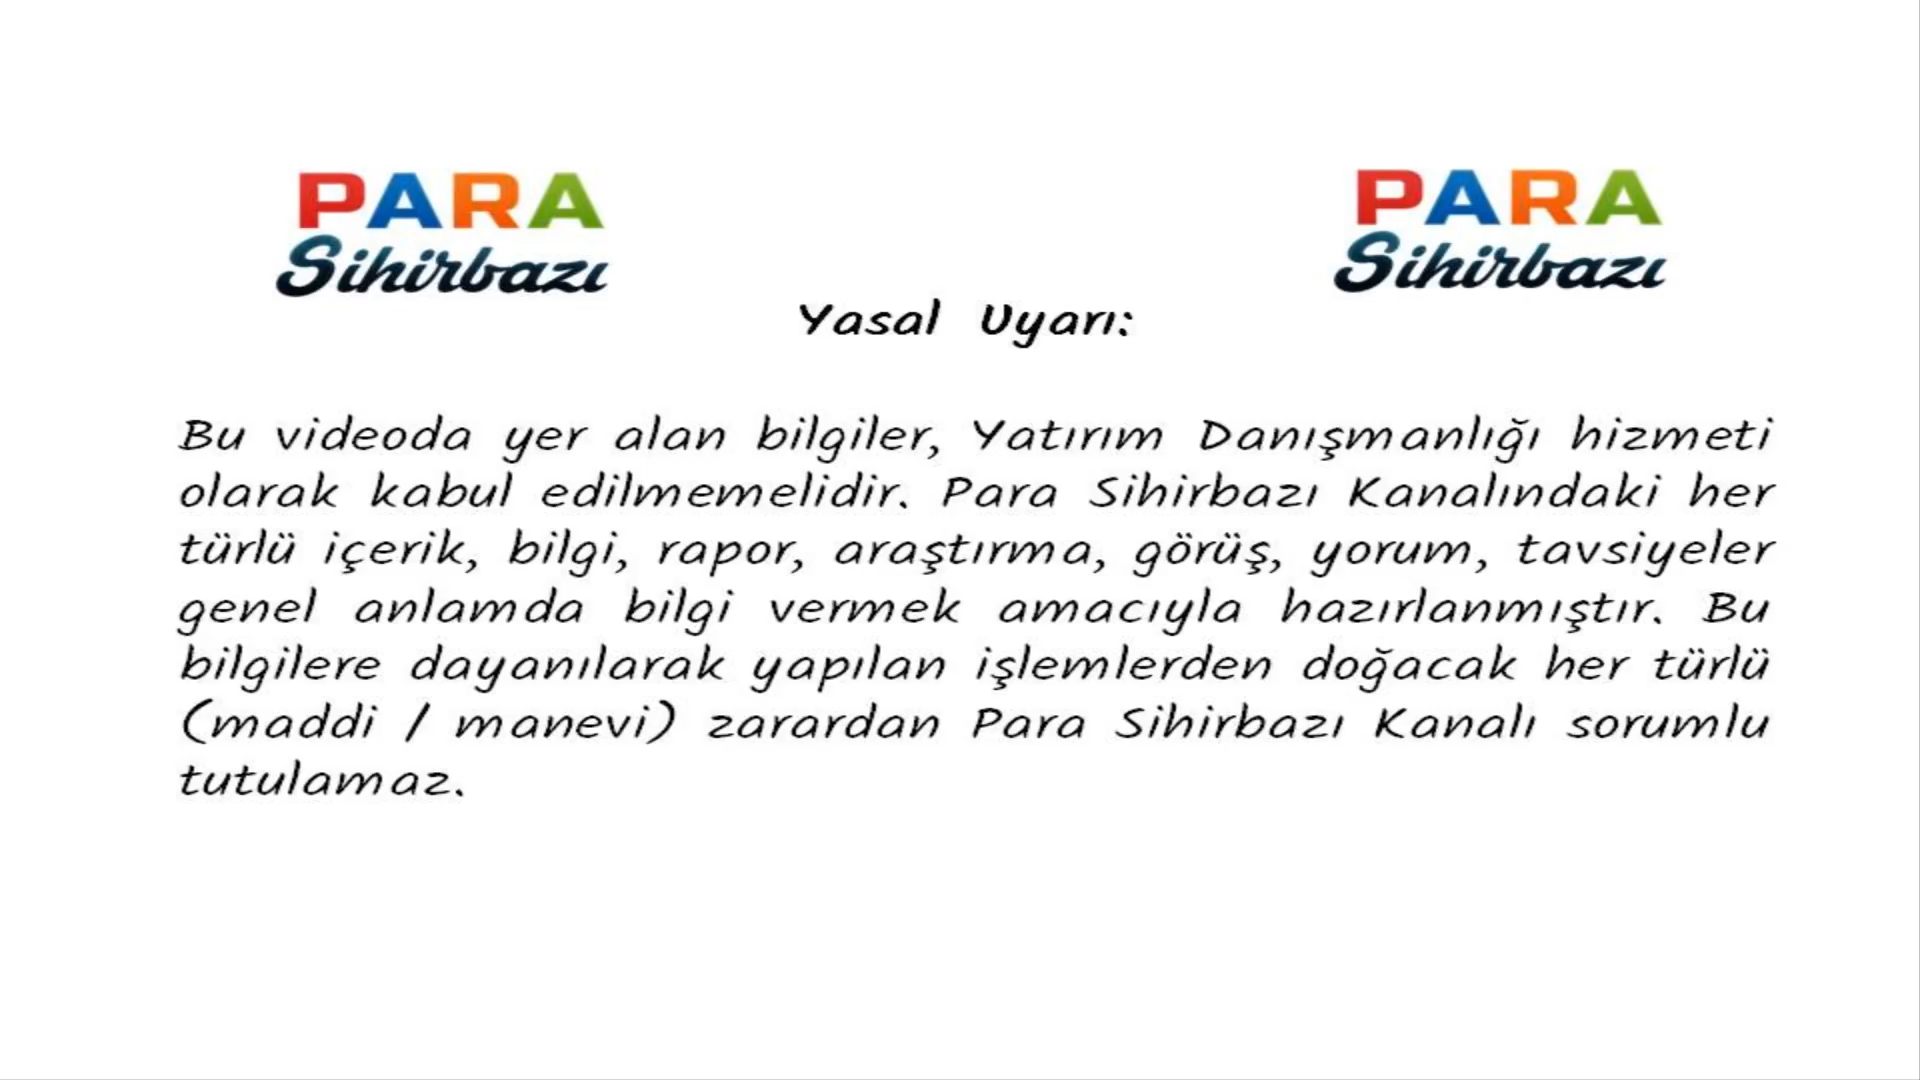 PARA
Sihirbazı
PARA
Sihirbazı
Yasal Uyarı:
Bu videoda yer alan bilgiler, Yatırım Danışmanlığı hizmeti
olarak kabul edilmemelidir. Para Sihirbazı Kanalındaki her
türlü içerik, bilgi, rapor, araştırma, görüş, yorum, tavsiyeler
genel anlamda bilgi vermek amacıyla hazırlanmıştır. Bu
bilgilere dayanılarak yapılan işlemlerden doğacak her türlü
(maddi / manevi) zarardan Para Sihirbazı Kanalı sorumlu
tutulamaz.